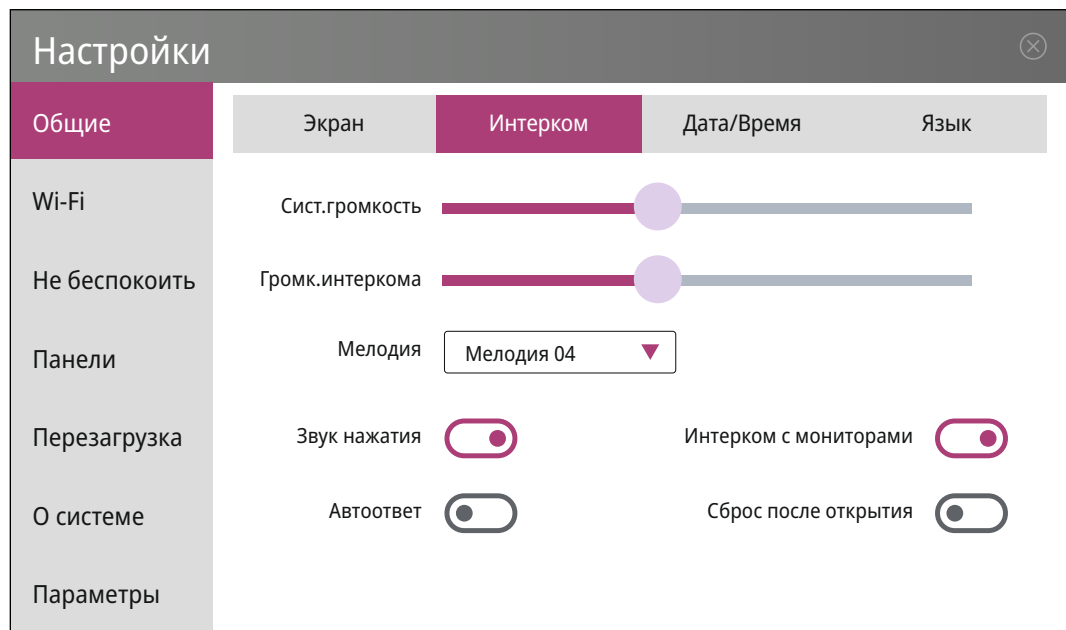 Настройки
Общие
Wi-Fi
Не беспокоить
Панели
Перезагрузка
О системе
Параметры
Экран Интерком Дата/Время Язык
Сист.громкость
Громк.интеркома
Мелодия Мелодия 04
Звук нажатия Интерком с мониторами
Автоответ Сброс после открытия